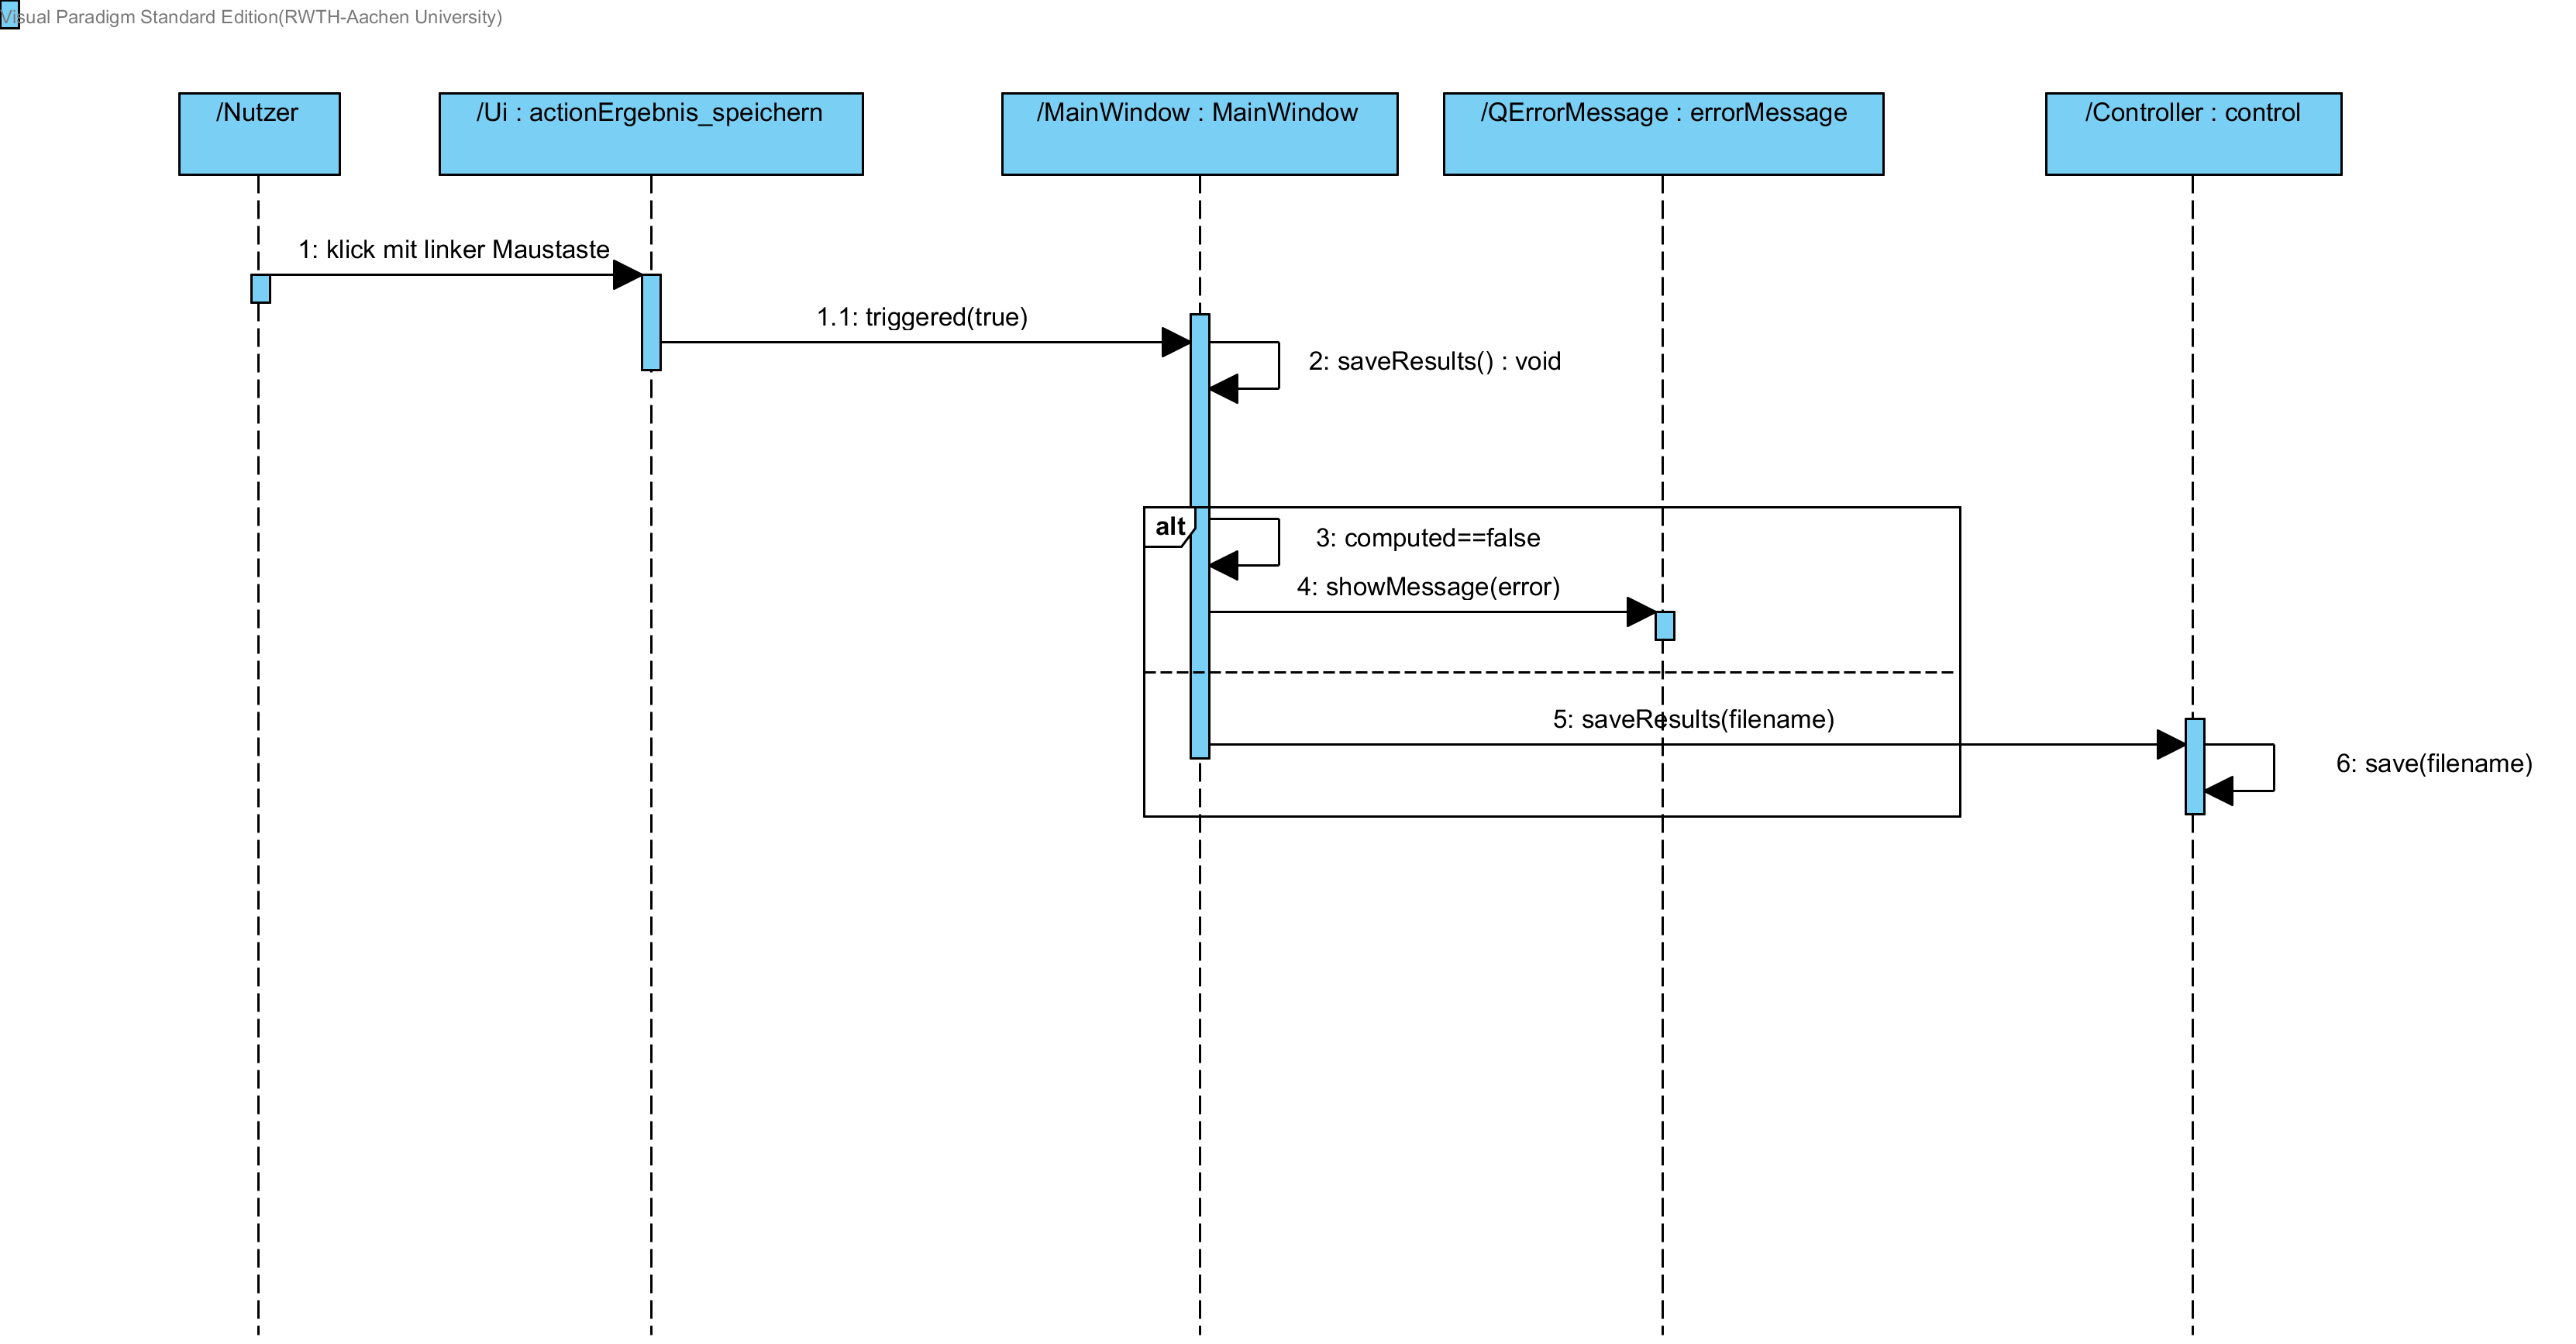 Visual Paradigm Standard Edition(RWTH-Aachen University)
/Nutzer
/Ui : actionErgebnis_speichern
/MainWindow : MainWindow
/QErrorMessage : errorMessage
/Controller : control
1: klick mit linker Maustaste
1.1: triggered(true)
2: saveResults() : void
alt
3: computed==false
4: showMessage(error)
5: saveResults(filename)
6: save(filename)